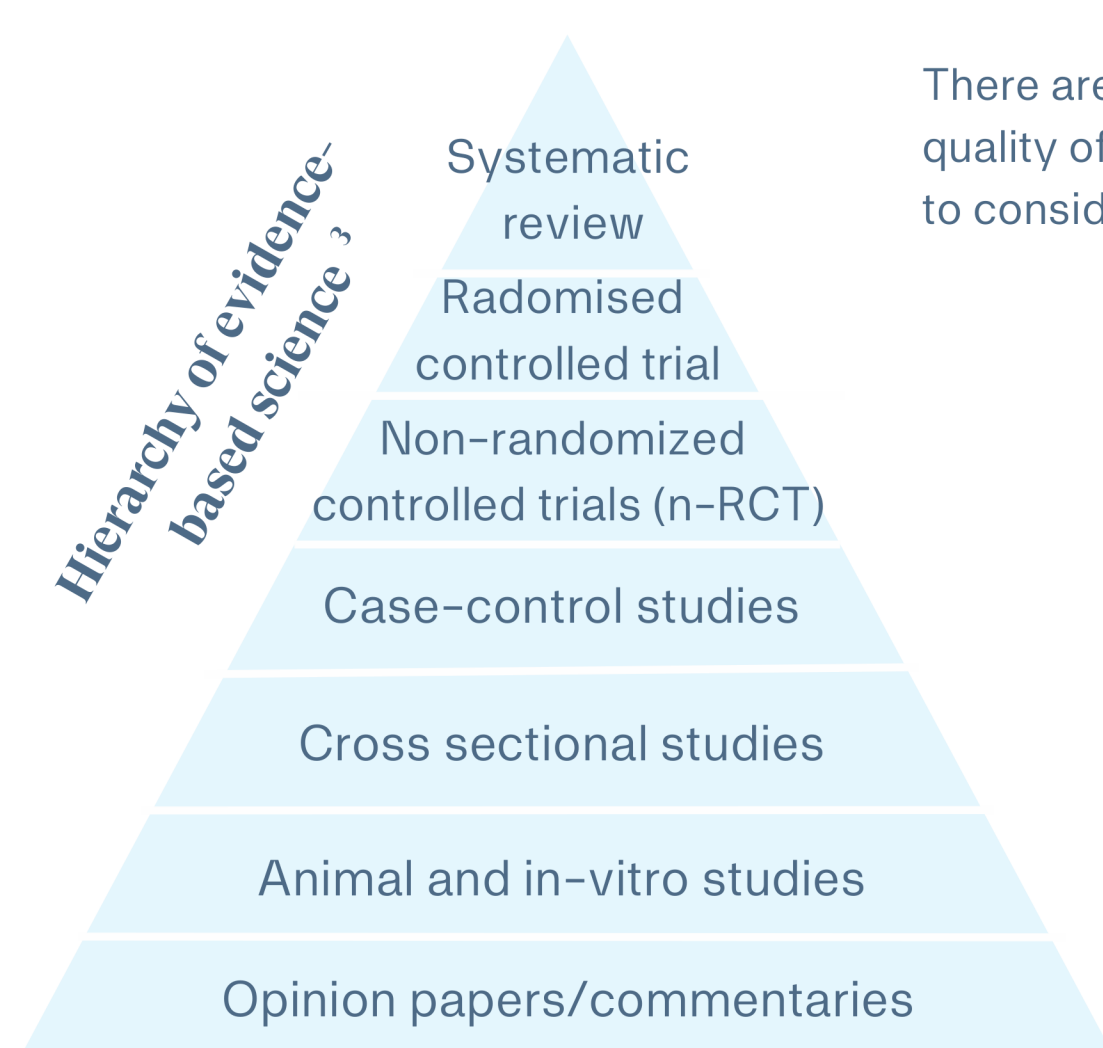 Hierarchy of evidence-
based science 3
Systematic
review
Radomised
controlled trial
Non-randomized
controlled trials (n-RCT)
Case-control studies
Cross sectional studies
Animal and in-vitro studies
Opinion papers/commentaries
There are
quality of
to consid